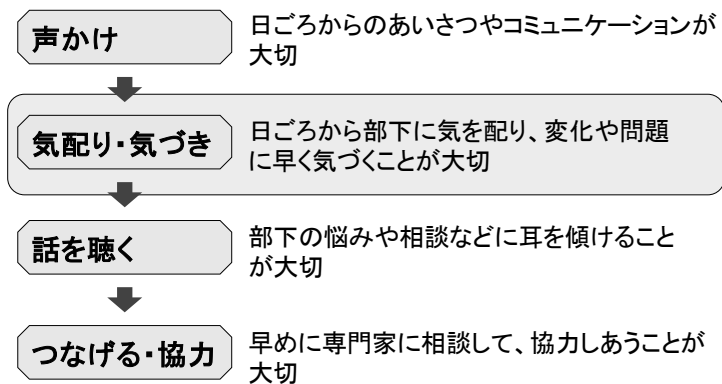 声かけ
日ごろからのあいさつやコミュニケーションが
大切
気配り・気づき
日ごろから部下に気を配り、変化や問題
に早く気づくことが大切
話を聴く
部下の悩みや相談などに耳を傾けること
が大切
つなげる・協力
早めに専門家に相談して、協力しあうことが
大切